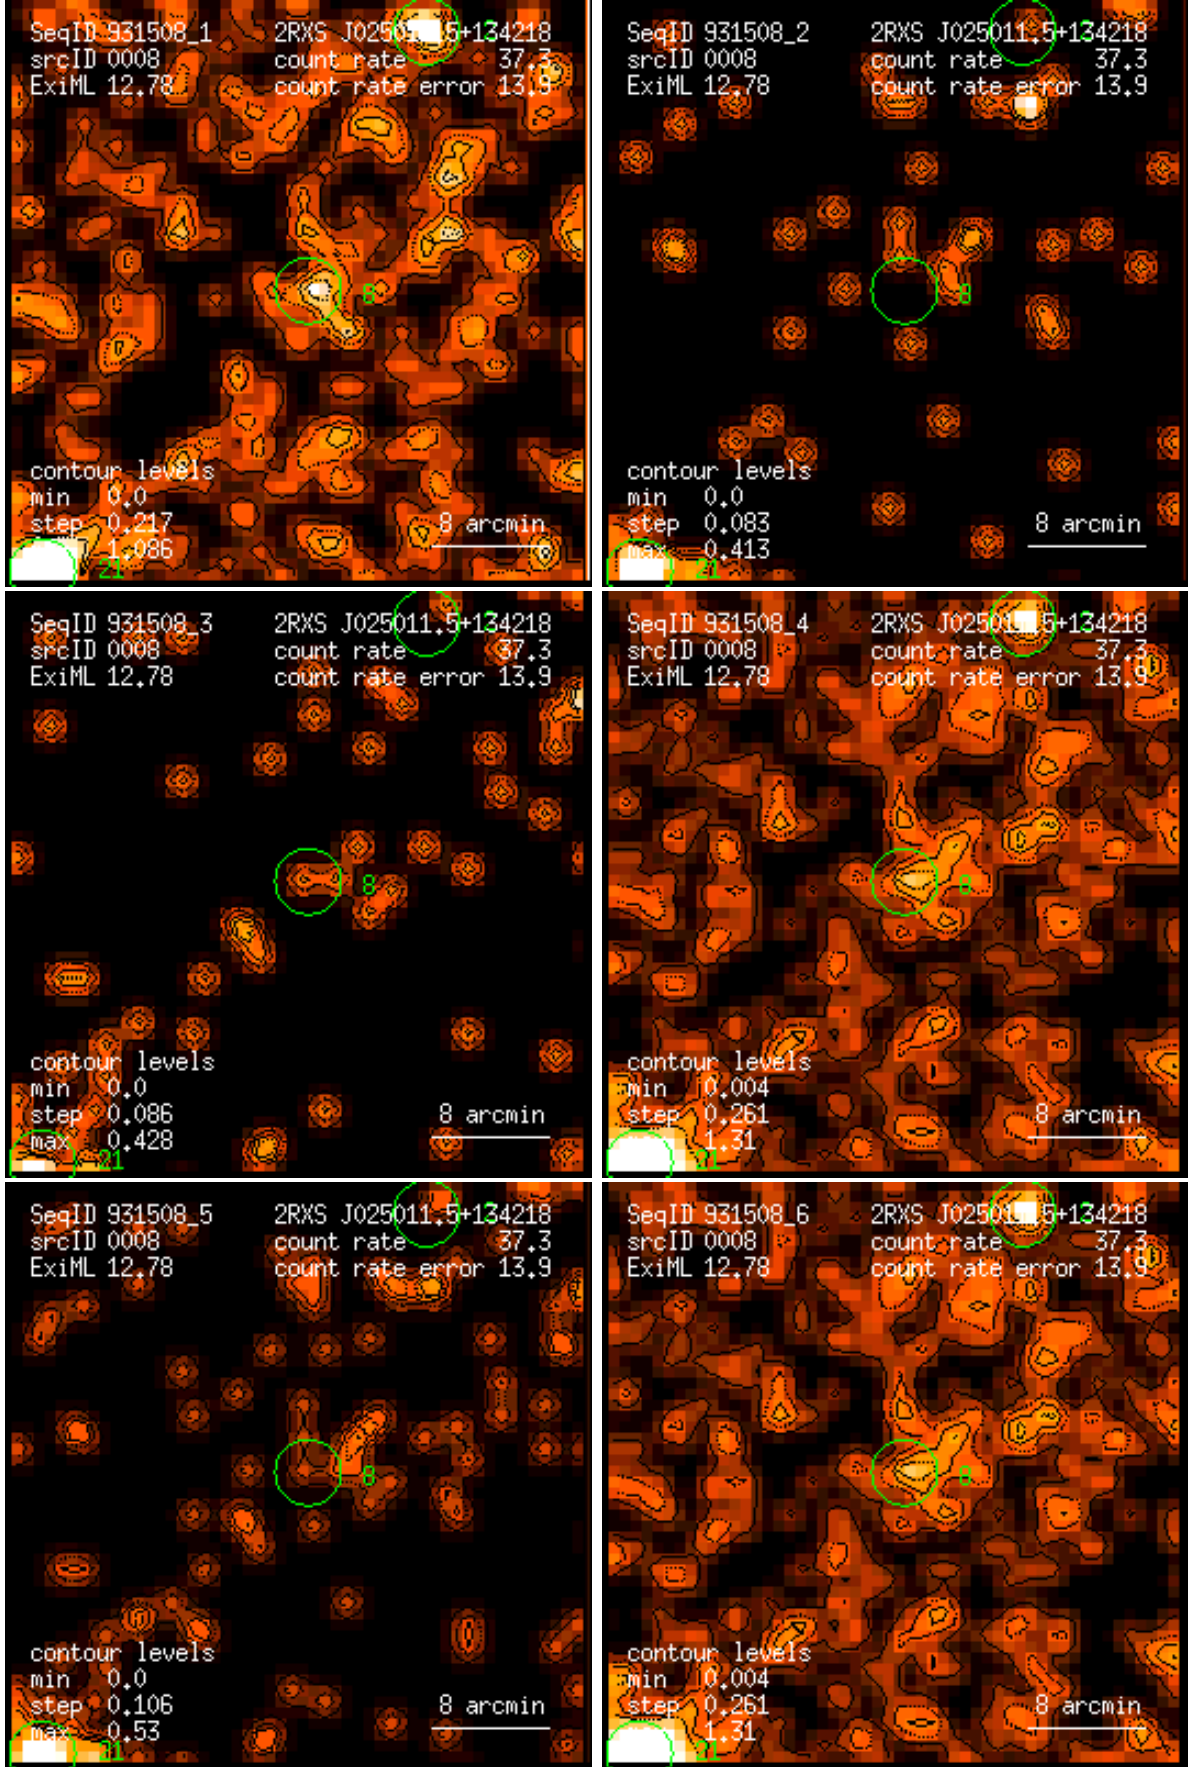 SeqID 931508_1 2RXS J025011.5+134218
srcID 0008 count rate 37.3
ExiML 12.78 count rate error 13.9
8
contour levels
min 0.0
step 0.217
1.086
8 arcmin
21
SeqID 931508_2 2RXS J025011.5+134218
srcID 0008 count rate 37.3
ExiML 12.78 count rate error 13.9
8
contour levels
min 0.0
step 0.083
max 0.413
8 arcmin
21
SeqID 931508_3 2RXS J025011.5+134218
srcID 0008 count rate 37.3
ExiML 12.78 count rate error 13.9
8
contour levels
min 0.0
step 0.086
max 0.428
8 arcmin
21
SeqID 931508_4 2RXS J025011.5+134218
srcID 0008 count rate 37.3
ExiML 12.78 count rate error 13.9
8
contour levels
min 0.004
step 0.261
1.31
8 arcmin
21
SeqID 931508_5 2RXS J025011.5+134218
srcID 0008 count rate 37.3
ExiML 12.78 count rate error 13.9
8
contour levels
min 0.0
step 0.106
max 0.53
8 arcmin
21
SeqID 931508_6 2RXS J025011.5+134218
srcID 0008 count rate 37.3
ExiML 12.78 count rate error 13.9
8
contour levels
min 0.004
step 0.261
1.31
8 arcmin
21